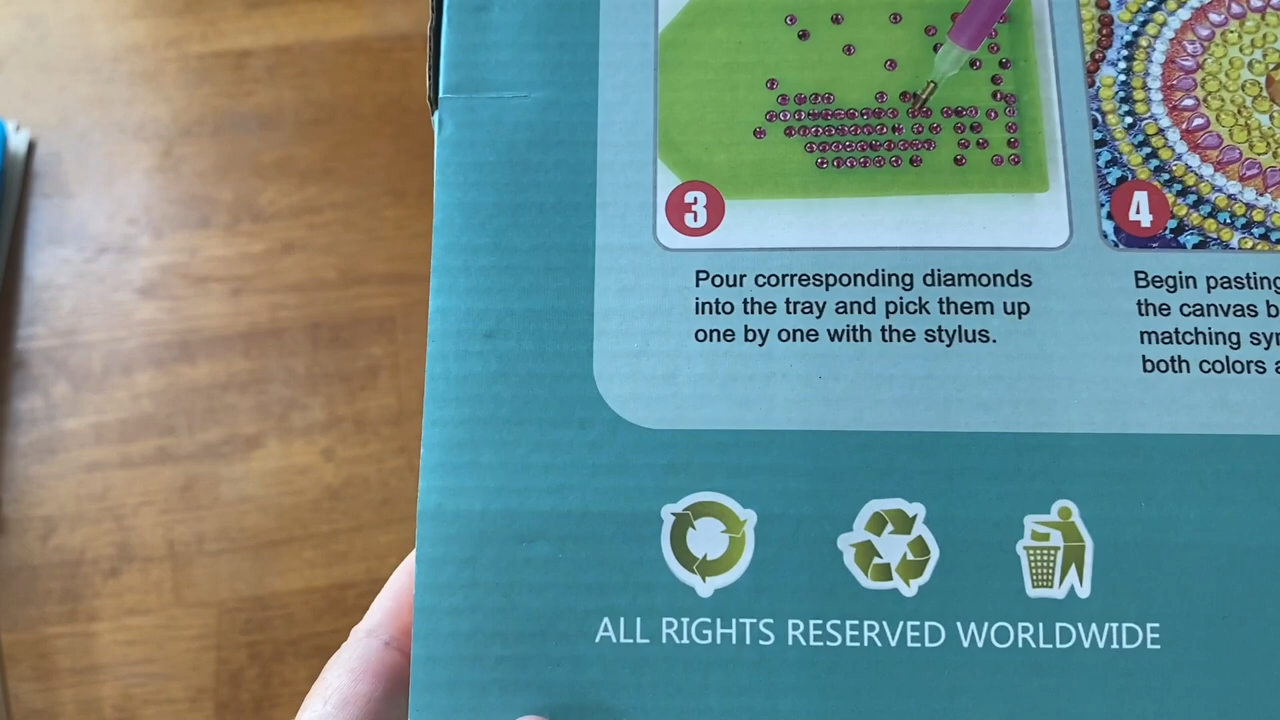 3
4
Pour corresponding diamonds
into the tray and pick them up
one by one with the stylus.
Begin pasting
the canvas
matching
both colors
ALL RIGHTS RESERVED WORLDWIDE